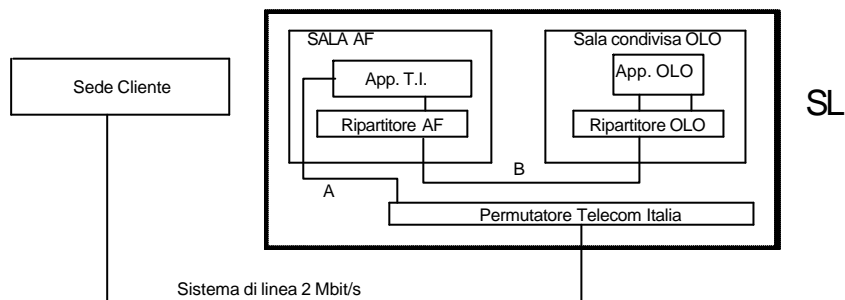 SALA AF
Sala condivisa OLO
Sede Cliente
App. T.I.
App. OLO
SL
Ripartitore AF
Ripartitore OLO
A
B
Permutatore Telecom Italia
Sistema di linea 2 Mbit/s